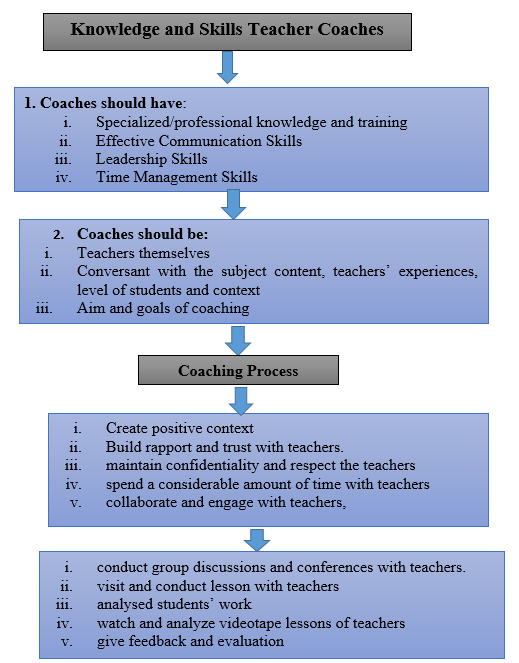 Knowledge and Skills Teacher Coaches
1. Coaches should have:
i. Specialized/professional knowledge and training
ii. Effective Communication Skills
iii. Leadership Skills
iv. Time Management Skills
2. Coaches should be:
i. Teachers themselves
ii. Conversant with the subject content, teachers’ experiences,
level of students and context
iii. Aim and goals of coaching
Coaching Process
i. Create positive context
ii. Build rapport and trust with teachers.
iii. maintain confidentiality and respect the teachers
iv. spend a considerable amount of time with teachers
v. collaborate and engage with teachers,
i. conduct group discussions and conferences with teachers.
ii. visit and conduct lesson with teachers
iii. analysed students’ work
iv. watch and analyze videotape lessons of teachers
v. give feedback and evaluation